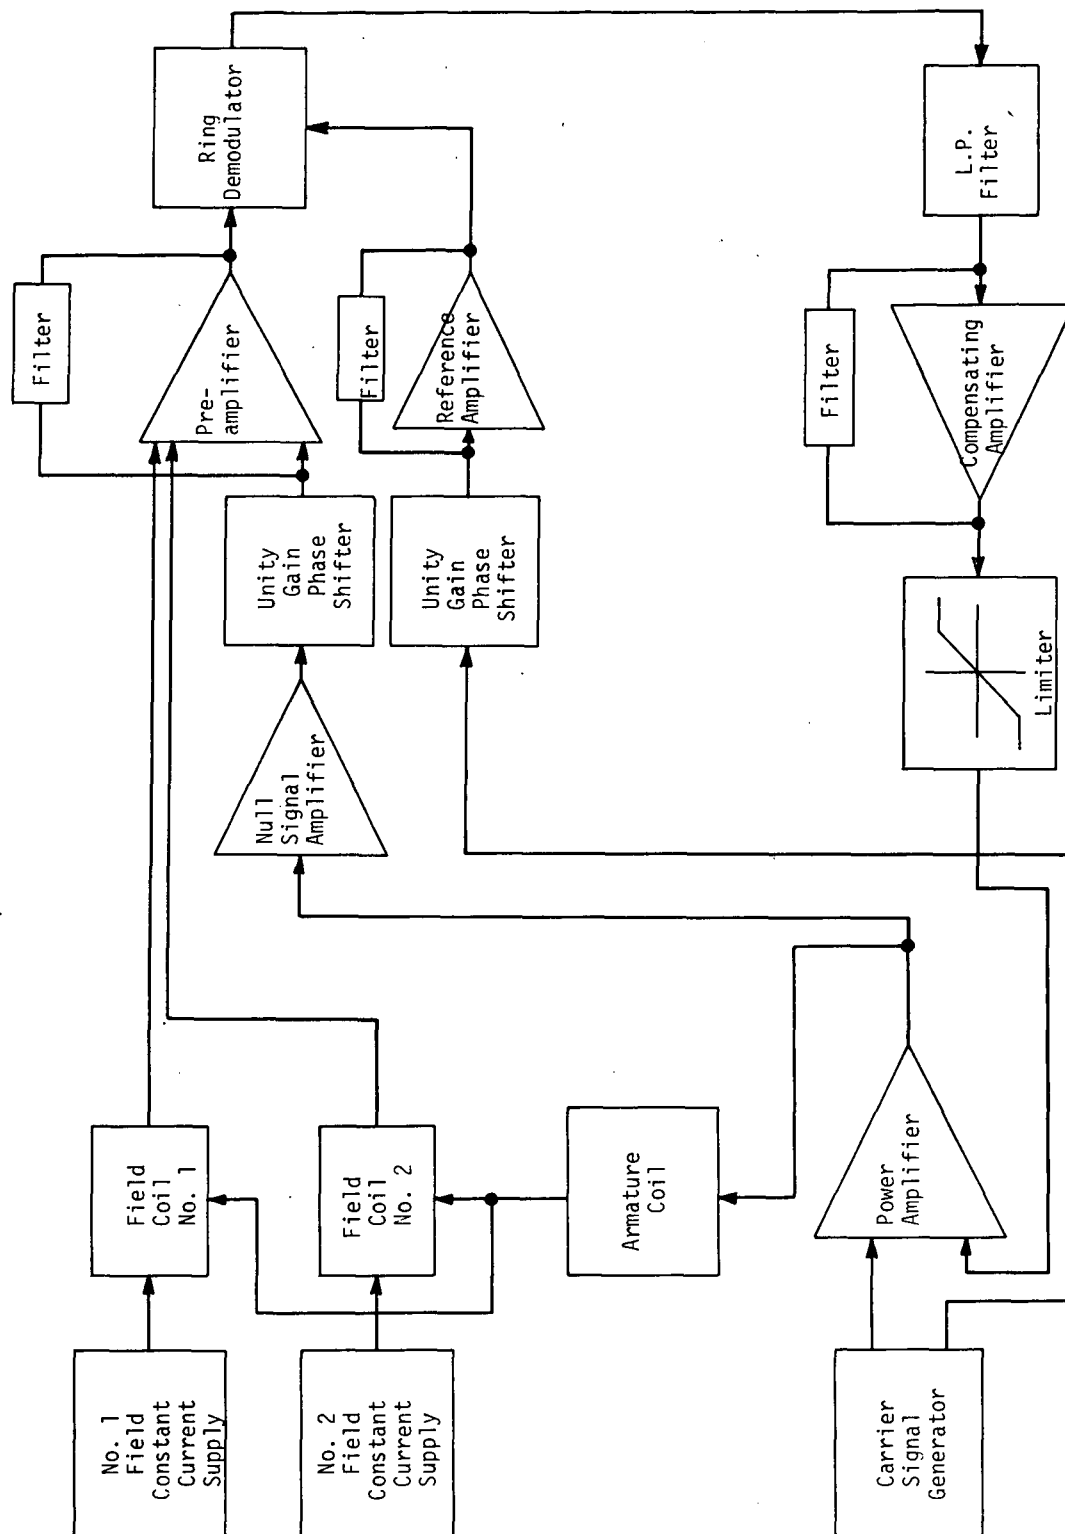 No. 1
Field
Constant
Current
Supply
Field
Coil
No. 1
Pre-
amplifier
Filter
Ring
Demodulator
No. 2
Field
Constant
Current
Supply
Field
Coil
No. 2
Null
Signal
Amplifier
Unity
Gain
Phase
Shifter
Unity
Gain
Phase
Shifter
Filter
Reference
Amplifier
Armature
Coil
Carrier
Signal
Generator
Power
Amplifier
Limiter
Filter
Compensating
Amplifier
L.P.
Filter